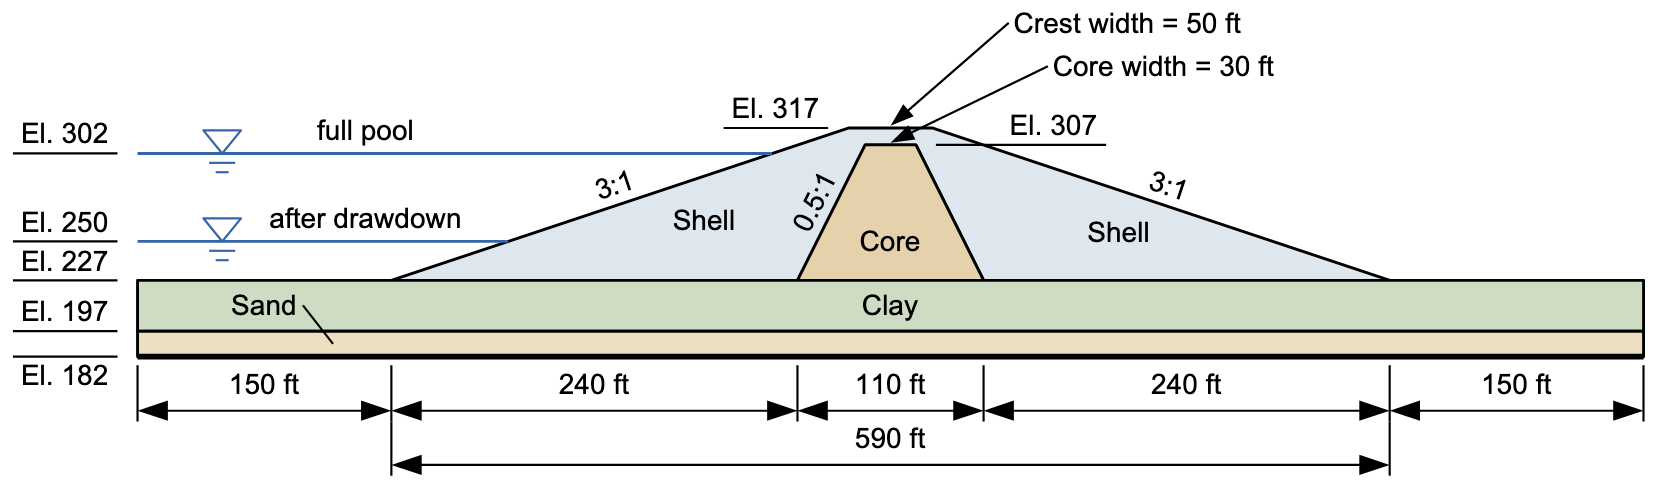 Crest width = 50 ft
Core width = 30 ft
El. 317
El. 307
El. 302
full pool
3:1
3:1
0.5:1
El. 250
after drawdown
Shell
Shell
Core
El. 227
El. 197
Sand
Clay
El. 182
150 ft
240 ft
110 ft
240 ft
150 ft
590 ft